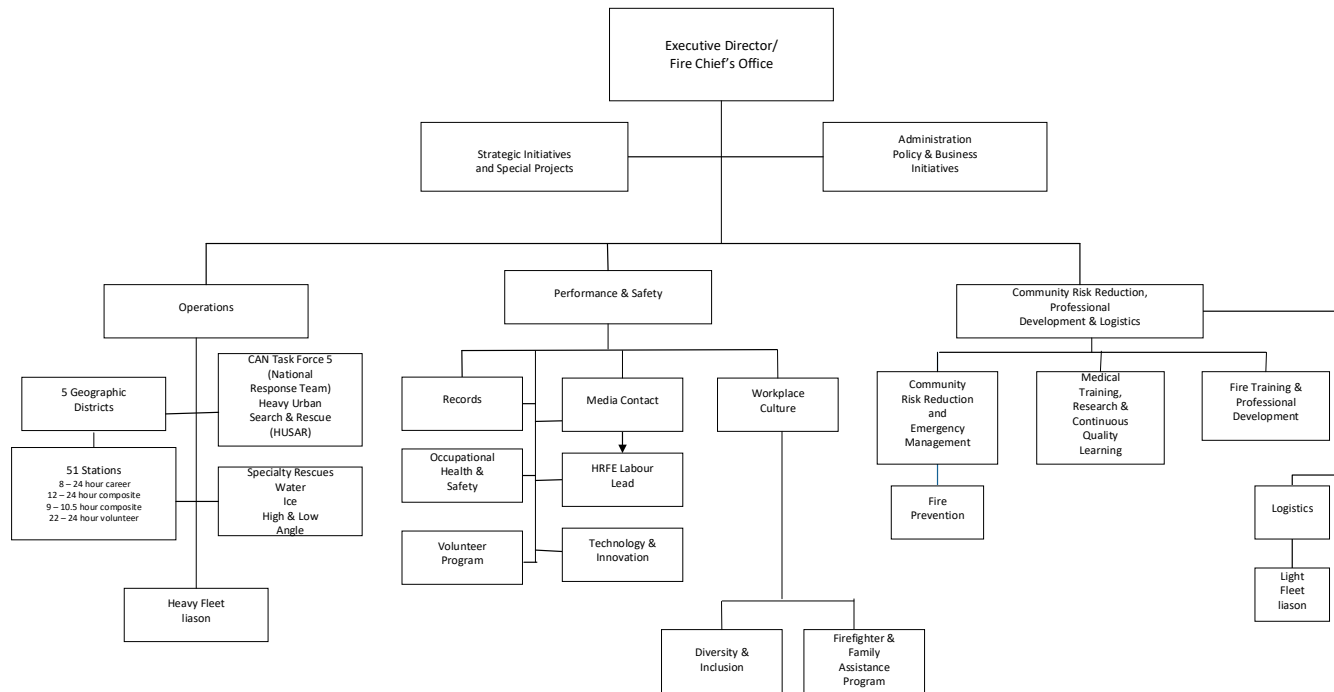 Executive Director/
Fire Chief's Office
Strategic Initiatives
and Special Projects
Administration
Policy & Business
Initiatives
Operations
Performance & Safety
Community Risk Reduction,
Professional
Development & Logistics
5 Geographic
Districts
CAN Task Force 5
(National
Response Team)
Heavy Urban
Search & Rescue
(HUSAR)
51 Stations
8 – 24 hour career
12 – 24 hour composite
9 – 10.5 hour composite
22 – 24 hour volunteer
Specialty Rescues
Water
Ice
High & Low
Angle
Heavy Fleet
liason
Records
Media Contact
Workplace
Culture
Occupational
Health &
Safety
HRFE Labour
Lead
Volunteer
Program
Technology &
Innovation
Diversity &
Inclusion
Firefighter &
Family
Assistance
Program
Community
Risk Reduction
and
Emergency
Management
Medical
Training,
Research &
Continuous
Quality
Learning
Fire Training &
Professional
Development
Fire
Prevention
Logistics
Light
Fleet
liason